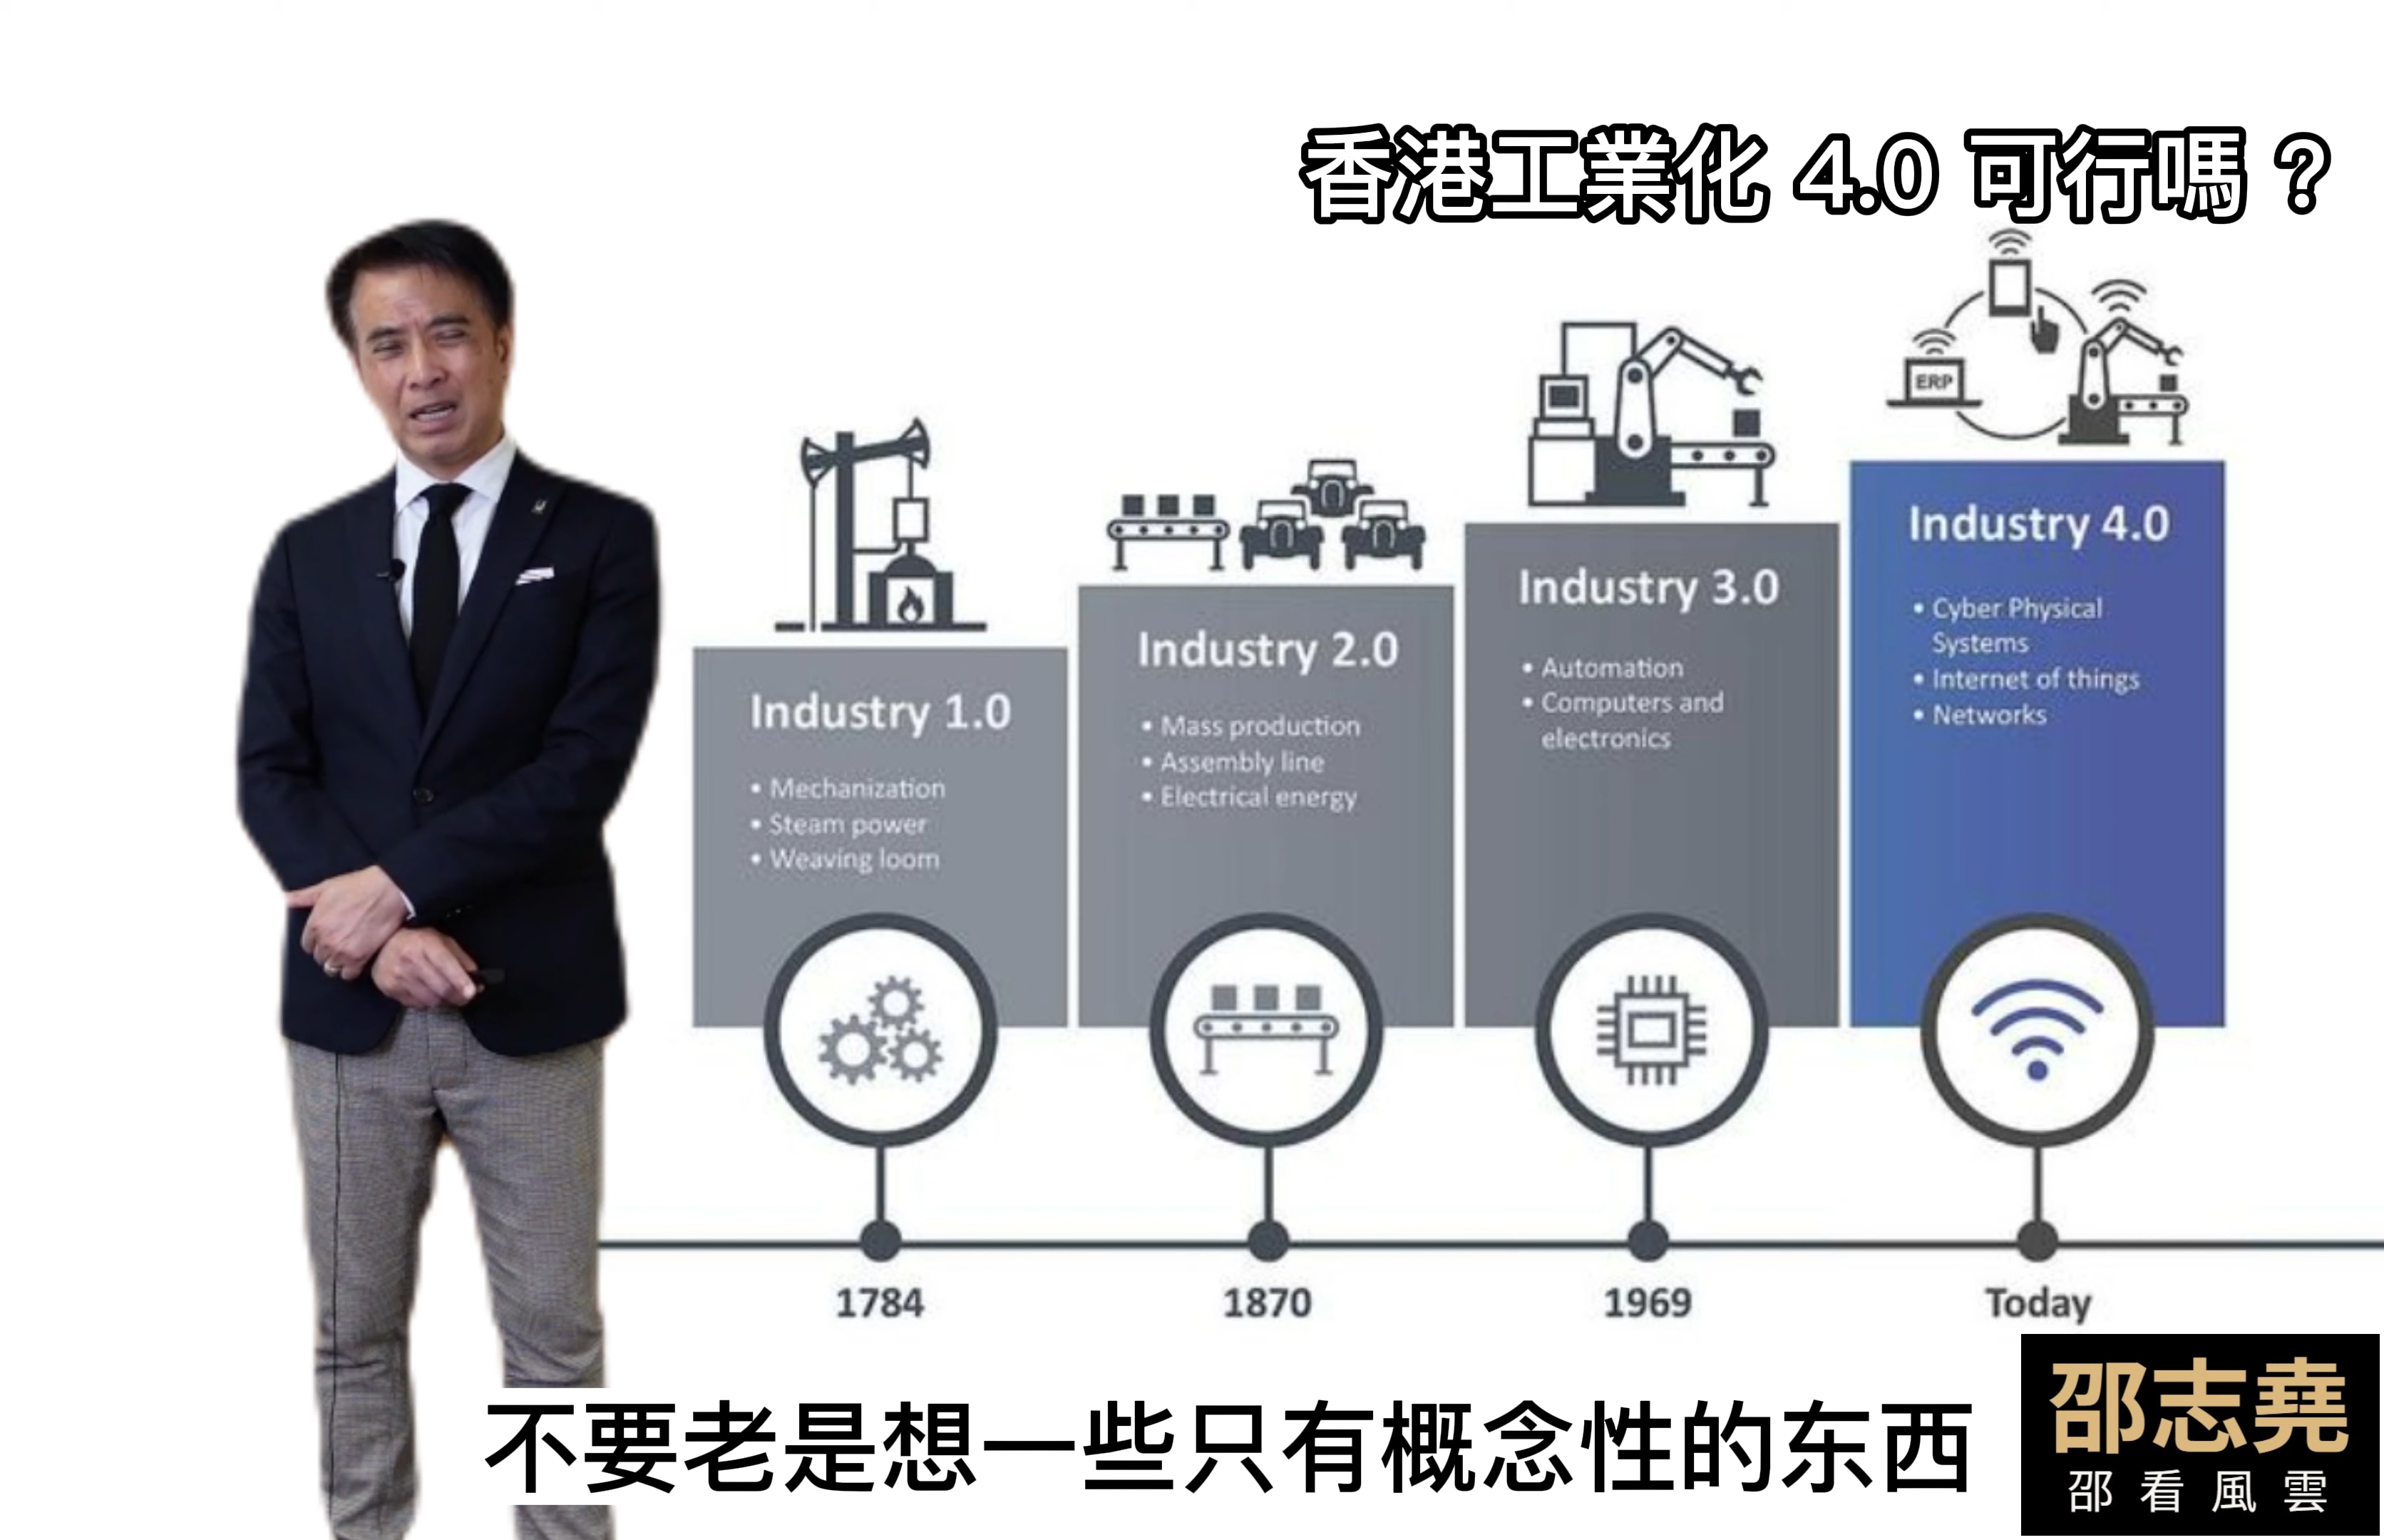 香港工業化 4.0 可行嗎？
ERP
Industry 1.0
• Mechanization
• Steam power
• Weaving loom
Industry 2.0
• Mass production
• Assembly line
• Electrical energy
Industry 3.0
• Automation
• Computers and
electronics
Industry 4.0
• Cyber Physical
Systems
• Internet of things
• Networks
1784
1870
1969
Today
不要老是想一些只有概念性的东西
邵志堯
邵看風雲